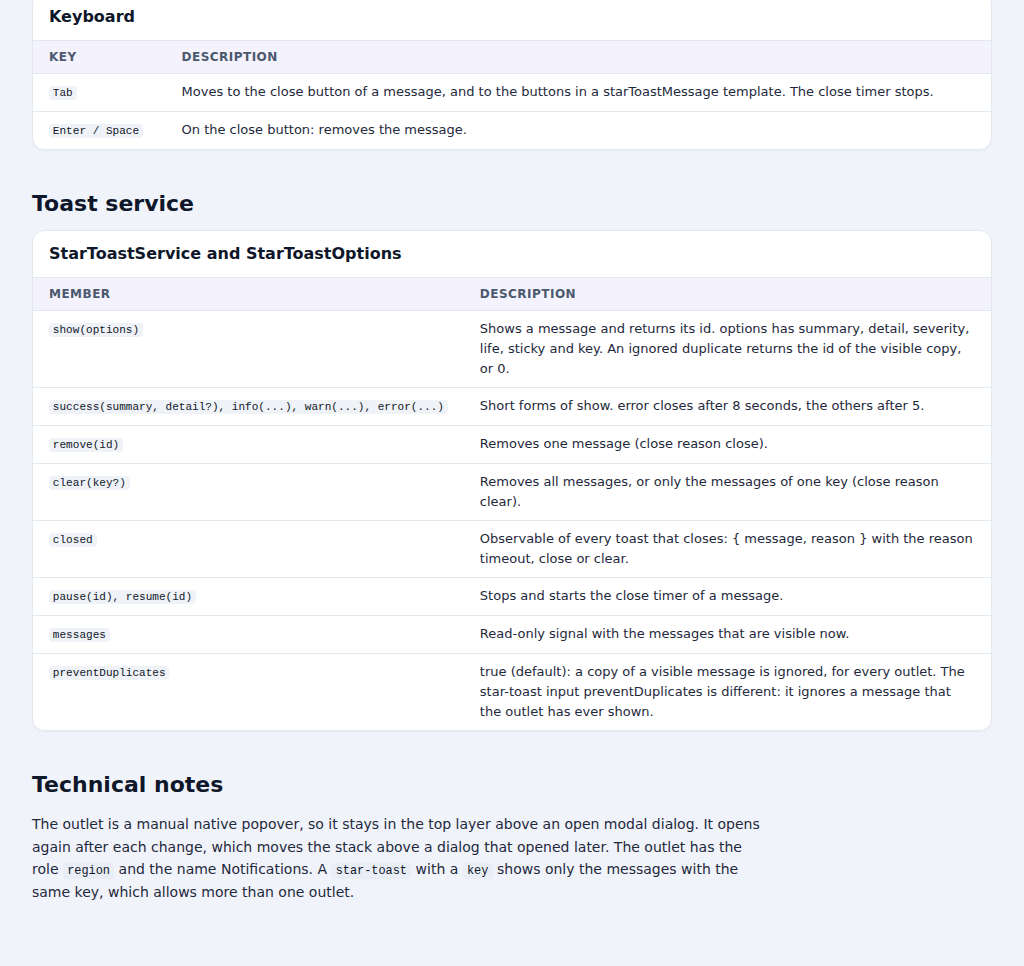 Keyboard
KEY DESCRIPTION
Tab Moves to the close button of a message, and to the buttons in a starToastMessage template. The close timer stops.
Enter / Space On the close button: removes the message.
Toast service
StarToastService and StarToastOptions
MEMBER DESCRIPTION
show(options) Shows a message and returns its id. options has summary, detail, severity,
life, sticky and key. An ignored duplicate returns the id of the visible copy,
or 0.
success(summary, detail?), info(...), warn(...), error(...) Short forms of show. error closes after 8 seconds, the others after 5.
remove(id) Removes one message (close reason close).
clear(key?) Removes all messages, or only the messages of one key (close reason
clear).
closed Observable of every toast that closes: { message, reason } with the reason
timeout, close or clear.
pause(id), resume(id) Stops and starts the close timer of a message.
messages Read-only signal with the messages that are visible now.
preventDuplicates true (default): a copy of a visible message is ignored, for every outlet. The
star-toast input preventDuplicates is different: it ignores a message that
the outlet has ever shown.
Technical notes
The outlet is a manual native popover, so it stays in the top layer above an open modal dialog. It opens
again after each change, which moves the stack above a dialog that opened later. The outlet has the
role region and the name Notifications. A star-toast with a key shows only the messages with the
same key, which allows more than one outlet.